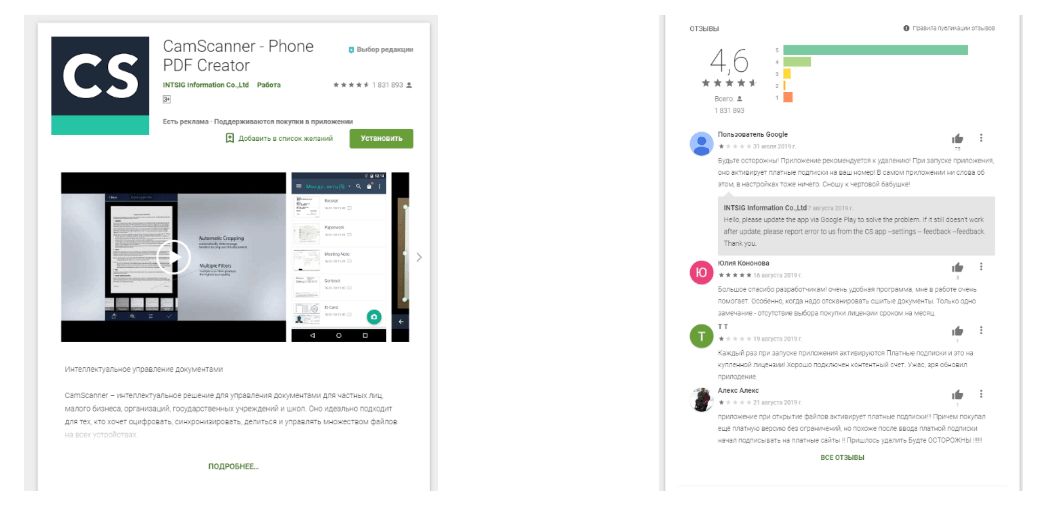 CS
CamScanner - Phone
PDF Creator
Выбор редакции
INTSIG Information Co.,Ltd Работа
1 831 893
3+
Есть реклама · Поддерживаются покупки в приложении
Добавить в список желаний
Установить
Automatic Cropping
Multiple Filters
Receipt
Paperwork
Meeting Note
Contract
ID Card
Интеллектуальное управление документами
CamScanner – интеллектуальное решение для управления документами для частных лиц,
малого бизнеса, организаций, государственных учреждений и школ. Оно идеально подходит
для тех, кто хочет оцифровать, синхронизировать, делиться и управлять множеством файлов
на всех устройствах.
ПОДРОБНЕЕ...
ОТЗЫВЫ
Правила публикации отзывов
4,6
Всего:
1 831 893
5
4
3
2
1
Пользователь Google
31 июля 2019 г.
Будьте осторожны! Приложение рекомендуется к удалению! При запуске приложения,
оно активирует платные подписки на ваш номер! В самом приложении ни слова об
этом, в настройках тоже ничего. Сношу к чертовой бабушке!
INTSIG Information Co.,Ltd 7 августа 2019 г.
Hello, please update the app via Google Play to solve the problem. If it still doesn't work
after update, please report error to us from the CS app --settings -- feedback --feedback.
Thank you.
Ю
Юлия Кононова
16 августа 2019 г.
Большое спасибо разработчикам! очень удобная программа, мне в работе очень
помогает. Особенно, когда надо отсканировать сшитые документы. Только одно
замечание - отсутствие выбора покупки лицензии сроком на месяц
T
T T
19 августа 2019 г.
Каждый раз при запуске приложения активируются Платные подписки и это на
купленной лицензии! Хорошо подключен контентный счет. Ужас, зря обновил
приложение.
Алекс Алекс
21 августа 2019 г.
приложение при открытие файлов активирует платные подписки!!! Причем покупал
ещё платную версию без ограничений, но похоже после ввода платной подписки
начал подписывать на платные сайты !! Пришлось удалить Будте ОСТОРОЖНЫ !!!!!
ВСЕ ОТЗЫВЫ